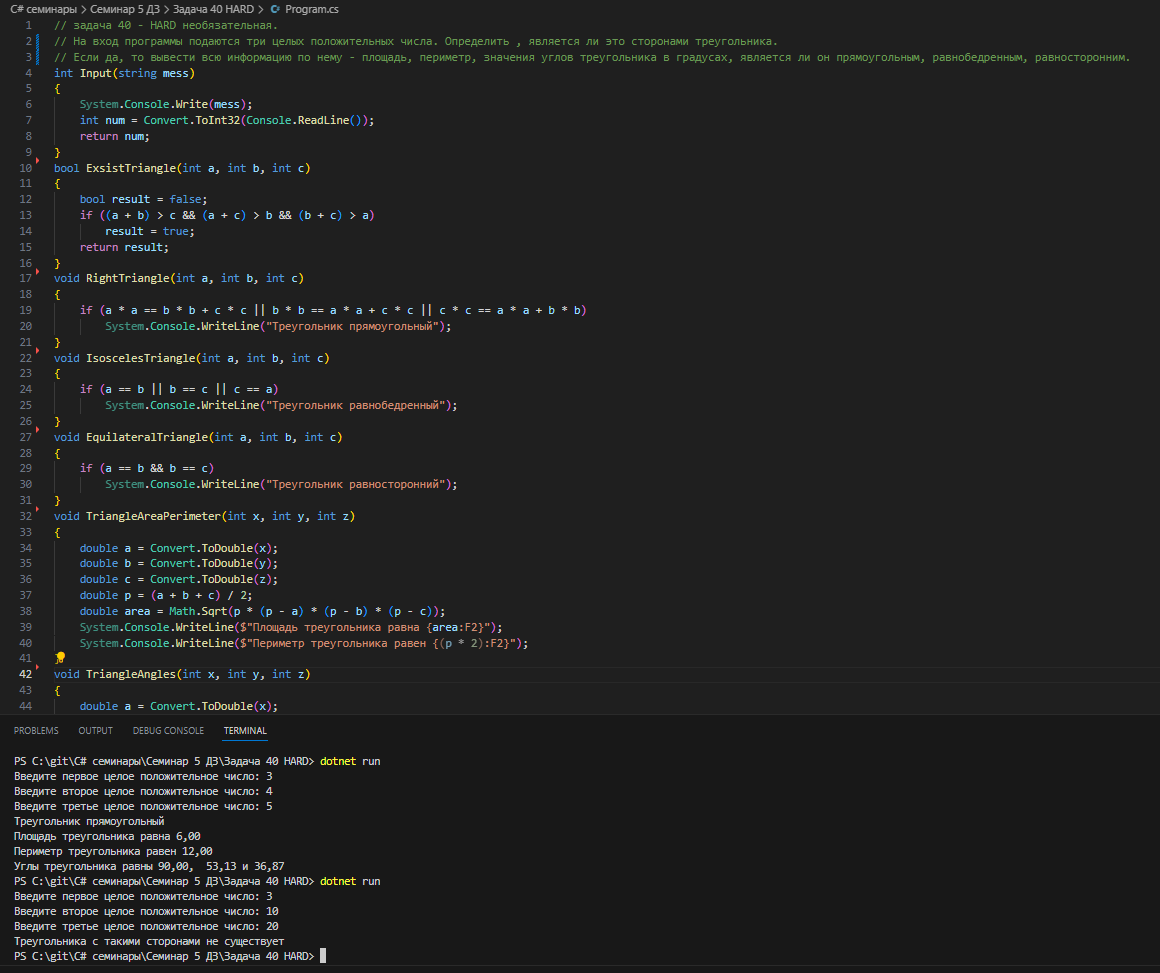 C# семинары > Семинар 5 ДЗ > Задача 40 HARD > Program.cs
1 // задача 40 - HARD необязательная.
2 // На вход программы подаются три целых положительных числа. Определить , является ли это сторонами треугольника.
3 // Если да, то вывести всю информацию по нему - площадь, периметр, значения углов треугольника в градусах, является ли он прямоугольным, равнобедренным, равносторонним.
4 int Input(string mess)
5 {
6 System.Console.Write(mess);
7 int num = Convert.ToInt32(Console.ReadLine());
8 return num;
9 }
10 bool ExsistTriangle(int a, int b, int c)
11 {
12 bool result = false;
13 if ((a + b) > c && (a + c) > b && (b + c) > a)
14 result = true;
15 return result;
16 }
17 void RightTriangle(int a, int b, int c)
18 {
19 if (a * a == b * b + c * c || b * b == a * a + c * c || c * c == a * a + b * b)
20 System.Console.WriteLine("Треугольник прямоугольный");
21 }
22 void IsoscelesTriangle(int a, int b, int c)
23 {
24 if (a == b || b == c || c == a)
25 System.Console.WriteLine("Треугольник равнобедренный");
26 }
27 void EquilateralTriangle(int a, int b, int c)
28 {
29 if (a == b && b == c)
30 System.Console.WriteLine("Треугольник равносторонний");
31 }
32 void TriangleAreaPerimeter(int x, int y, int z)
33 {
34 double a = Convert.ToDouble(x);
35 double b = Convert.ToDouble(y);
36 double c = Convert.ToDouble(z);
37 double p = (a + b + c) / 2;
38 double area = Math.Sqrt(p * (p - a) * (p - b) * (p - c));
39 System.Console.WriteLine($"Площадь треугольника равна {area:F2}");
40 System.Console.WriteLine($"Периметр треугольника равен {(p * 2):F2}");
41 }
42 void TriangleAngles(int x, int y, int z)
43 {
44 double a = Convert.ToDouble(x);
PROBLEMS OUTPUT DEBUG CONSOLE TERMINAL
PS C:\git\C# семинары\Семинар 5 ДЗ\Задача 40 HARD> dotnet run
Введите первое целое положительное число: 3
Введите второе целое положительное число: 4
Введите третье целое положительное число: 5
Треугольник прямоугольный
Площадь треугольника равна 6,00
Периметр треугольника равен 12,00
Углы треугольника равны 90,00,  53,13 и 36,87
PS C:\git\C# семинары\Семинар 5 ДЗ\Задача 40 HARD> dotnet run
Введите первое целое положительное число: 3
Введите второе целое положительное число: 10
Введите третье целое положительное число: 20
Треугольника с такими сторонами не существует
PS C:\git\C# семинары\Семинар 5 ДЗ\Задача 40 HARD>